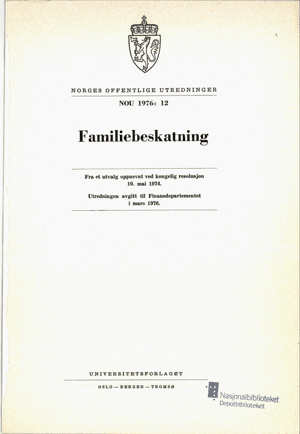 NORGES OFFENTLIGE UTREDNINGER
NOU 1976: 12
Familiebeskatning
Fra et utvalg oppnevnt ved kongelig resolusjon
10. mai 1974.
Utredningen avgitt til Finansdepartementet
i mars 1976.
UNIVERSITETSFORLAGET
OSLO — BERGEN — TROMSØ
Nasjonalbiblioteket
Depotbiblioteket